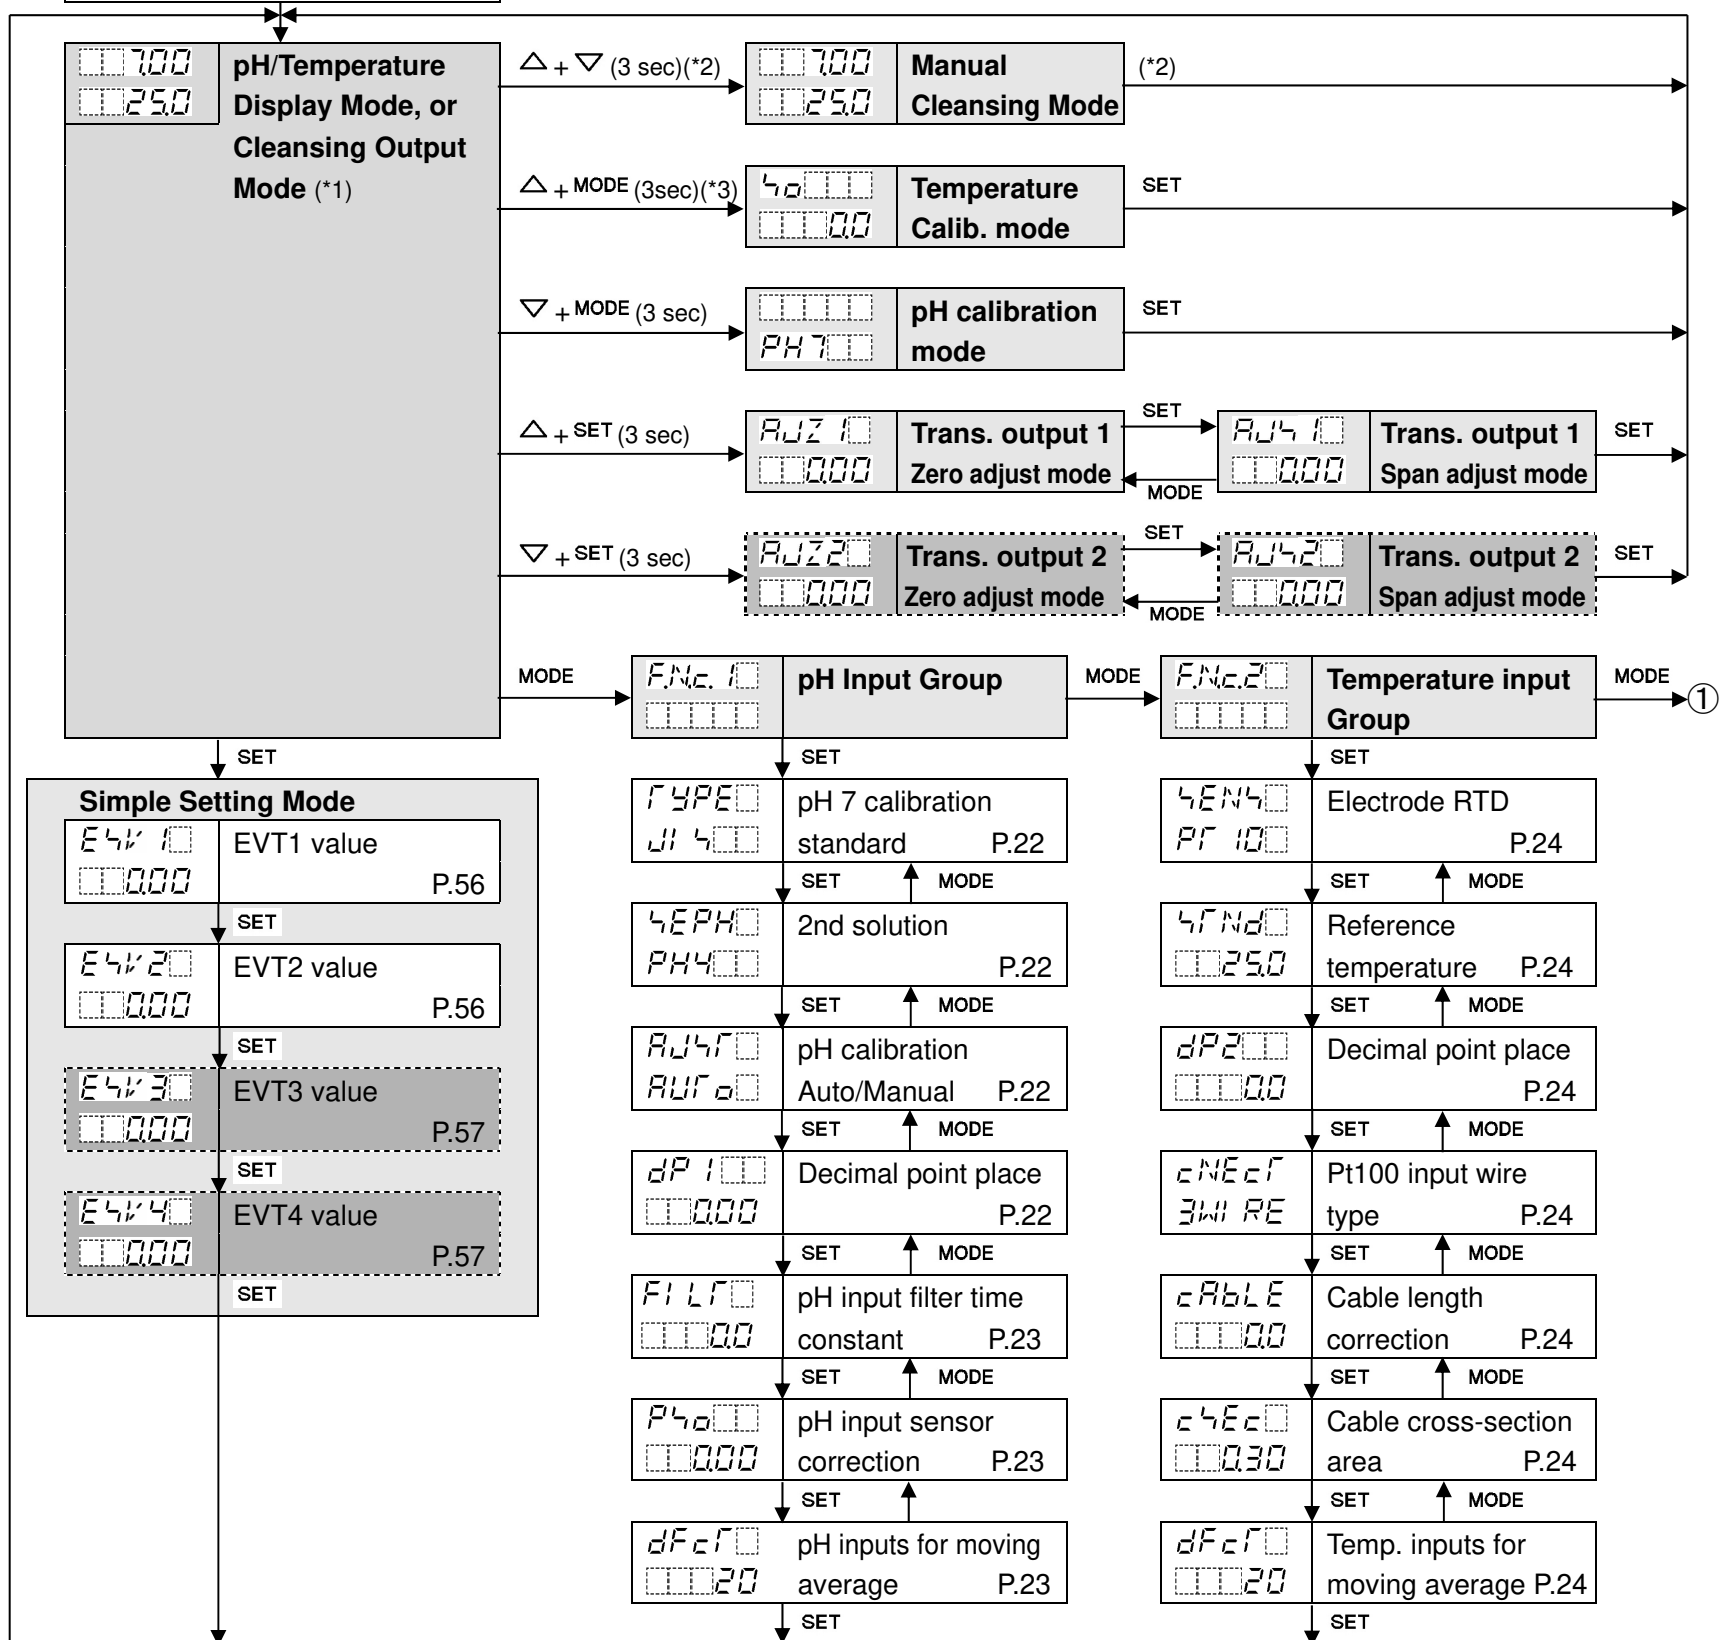 7.00
25.0
pH/Temperature
Display Mode, or
Cleansing Output
Mode (*1)
△ + ▽ (3 sec)(*2)
7.00
25.0
Manual
Cleansing Mode
(*2)
△ + MODE (3sec)(*3)
So
0.0
Temperature
Calib. mode
SET
▽ + MODE (3 sec)
PH7
pH calibration
mode
SET
△ + SET (3 sec)
AJZ1
0.00
Trans. output 1
Zero adjust mode
SET
MODE
AJS1
0.00
Trans. output 1
Span adjust mode
SET
▽ + SET (3 sec)
AJZ2
0.00
Trans. output 2
Zero adjust mode
SET
MODE
AJS2
0.00
Trans. output 2
Span adjust mode
SET
MODE
F.N.c. 1
pH Input Group
MODE
F.N.c.2
Temperature input
Group
MODE
①
SET
Simple Setting Mode
ESV1
0.00
EVT1 value
P.56
SET
ESV2
0.00
EVT2 value
P.56
SET
ESV3
0.00
EVT3 value
P.57
SET
ESV4
0.00
EVT4 value
P.57
SET
SET
TYPE
JIS
pH 7 calibration
standard P.22
SET MODE
SEPH
PH4
2nd solution
P.22
SET MODE
AJST
AUTo
pH calibration
Auto/Manual P.22
SET MODE
dP1
0.00
Decimal point place
P.22
SET MODE
FILT
0.0
pH input filter time
constant P.23
SET MODE
PSo
0.00
pH input sensor
correction P.23
SET
dFcT
20
pH inputs for moving
average P.23
SET
SET
SENS
PT10
Electrode RTD
P.24
SET MODE
STNd
25.0
Reference
temperature P.24
SET MODE
dP2
0.0
Decimal point place
P.24
SET MODE
cNEcT
3WIRE
Pt100 input wire
type P.24
SET MODE
cAbLE
0.0
Cable length
correction P.24
SET MODE
cSEc
0.30
Cable cross-section
area P.24
SET MODE
dFcT
20
Temp. inputs for
moving average P.24
SET